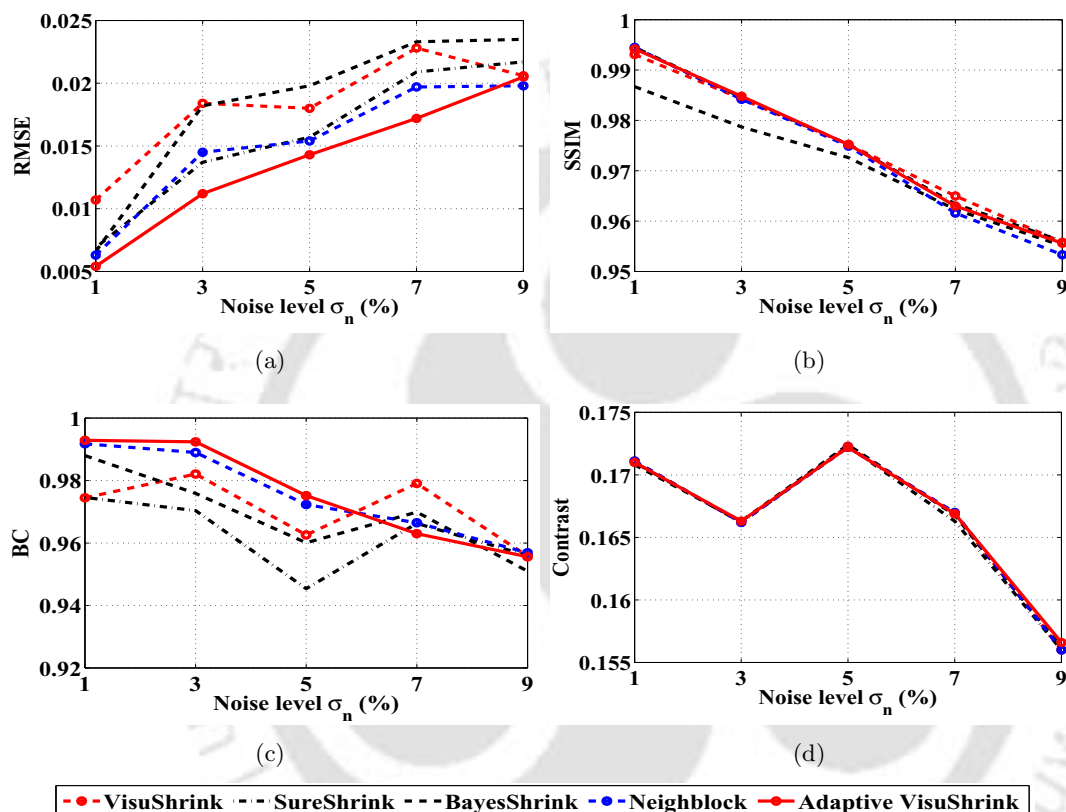 0.025
0.02
0.015
0.01
0.005
RMSE
1 3 5 7 9
Noise level σn (%)
(a)
1
0.99
0.98
0.97
0.96
0.95
SSIM
1 3 5 7 9
Noise level σn (%)
(b)
1
0.98
0.96
0.94
0.92
BC
1 3 5 7 9
Noise level σn (%)
(c)
0.175
0.17
0.165
0.16
0.155
Contrast
1 3 5 7 9
Noise level σn (%)
(d)
VisuShrink SureShrink BayesShrink Neighblock Adaptive VisuShrink